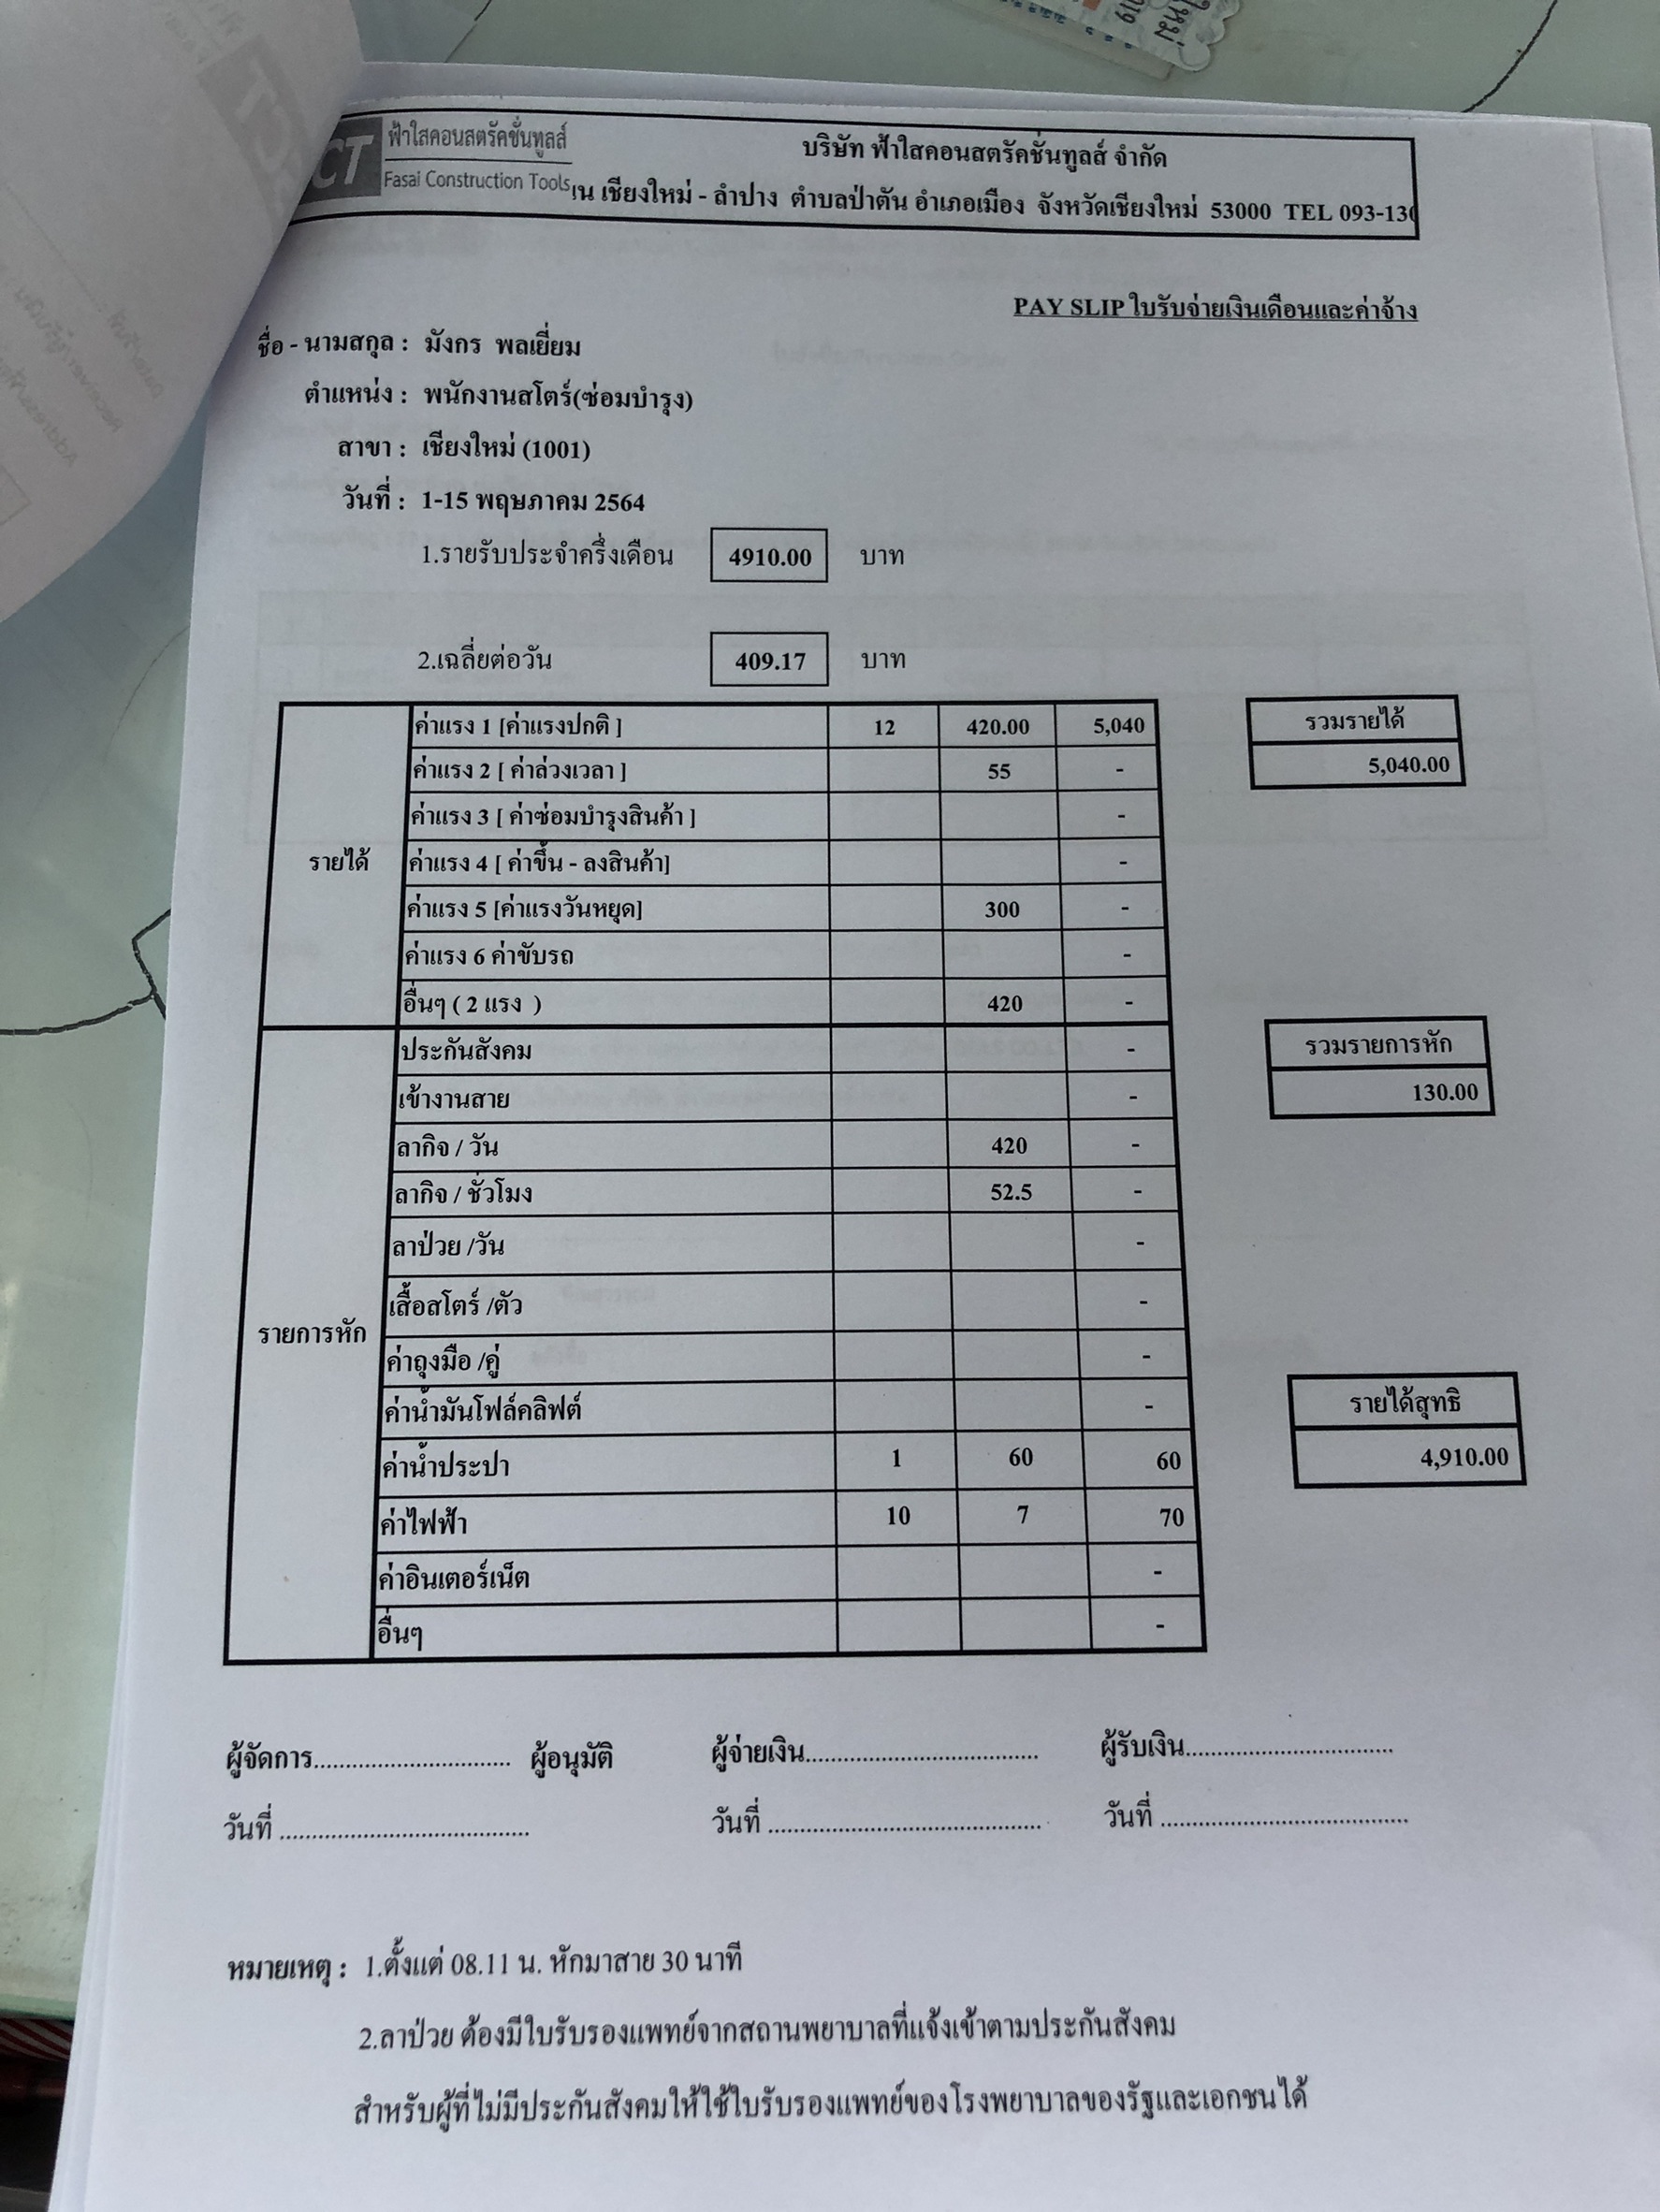 CT ฟ้าใสคอนสตรัคชั่นทูลส์
Fasai Construction Tools
บริษัท ฟ้าใสคอนสตรัคชั่นทูลส์ จำกัด
เชียงใหม่ - ลำปาง ตำบลป่าตัน อำเภอเมือง จังหวัดเชียงใหม่ 53000 TEL 093-130
PAY SLIP ใบรับจ่ายเงินเดือนและค่าจ้าง
ชื่อ - นามสกุล : มังกร พลเยี่ยม
ตำแหน่ง : พนักงานสโตร์(ซ่อมบำรุง)
สาขา : เชียงใหม่ (1001)
วันที่ : 1-15 พฤษภาคม 2564
1.รายรับประจำครึ่งเดือน 4910.00 บาท
2.เฉลี่ยต่อวัน 409.17 บาท
รายได้
ค่าแรง 1 [ค่าแรงปกติ ] 12 420.00 5,040
ค่าแรง 2 [ ค่าล่วงเวลา ] 55 -
ค่าแรง 3 [ ค่าซ่อมบำรุงสินค้า ] -
ค่าแรง 4 [ ค่าขึ้น - ลงสินค้า] -
ค่าแรง 5 [ค่าแรงวันหยุด] 300 -
ค่าแรง 6 ค่าขับรถ -
อื่นๆ ( 2 แรง ) 420 -
รวมรายได้
5,040.00
รายการหัก
ประกันสังคม -
เข้างานสาย -
ลากิจ / วัน 420 -
ลากิจ / ชั่วโมง 52.5 -
ลาป่วย /วัน -
เสื้อสโตร์ /ตัว -
ค่าถุงมือ /คู่ -
ค่าน้ำมันโฟล์คลิฟต์ -
ค่าน้ำประปา 1 60 60
ค่าไฟฟ้า 10 7 70
ค่าอินเตอร์เน็ต -
อื่นๆ -
รวมรายการหัก
130.00
รายได้สุทธิ
4,910.00
ผู้จัดการ............................... ผู้อนุมัติ ผู้จ่ายเงิน..................................... ผู้รับเงิน.................................
วันที่ ....................................... วันที่ ........................................... วันที่ .......................................
หมายเหตุ : 1.ตั้งแต่ 08.11 น. หักมาสาย 30 นาที
2.ลาป่วย ต้องมีใบรับรองแพทย์จากสถานพยาบาลที่แจ้งเข้าตามประกันสังคม
สำหรับผู้ที่ไม่มีประกันสังคมให้ใช้ใบรับรองแพทย์ของโรงพยาบาลของรัฐและเอกชนได้